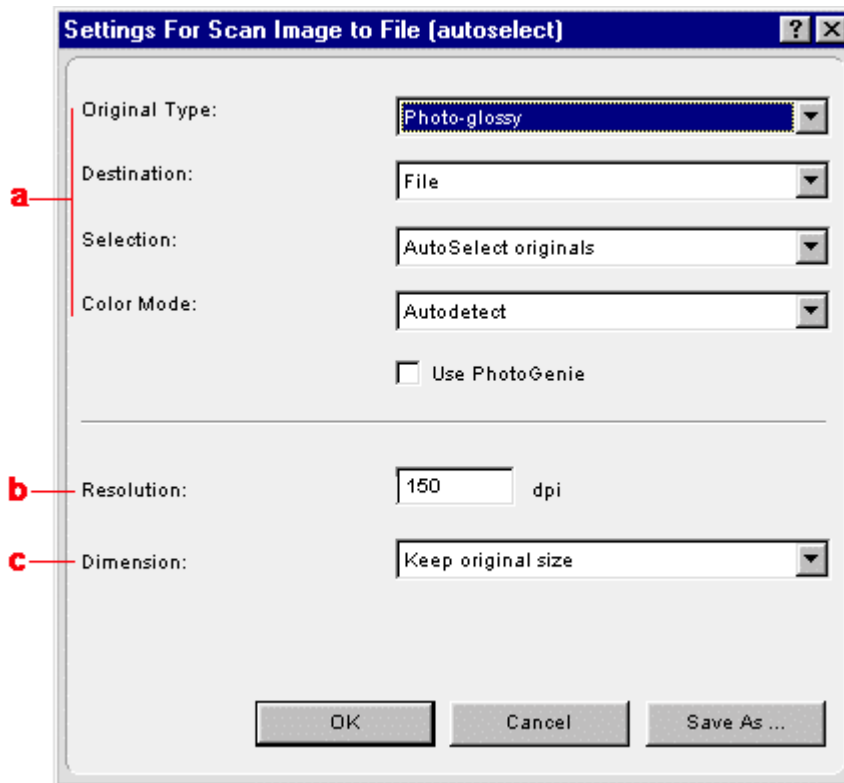 Settings For Scan Image to File (autoselect)
?
Original Type: Photo-glossy
a
Destination: File
Selection: AutoSelect originals
Color Mode: Autodetect
Use PhotoGenie
b Resolution: 150 dpi
c Dimension: Keep original size
OK Cancel Save As ...